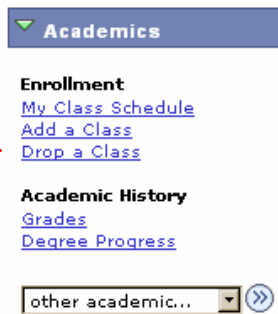 Academics
Enrollment
My Class Schedule
Add a Class
Drop a Class
Academic History
Grades
Degree Progress
other academic...